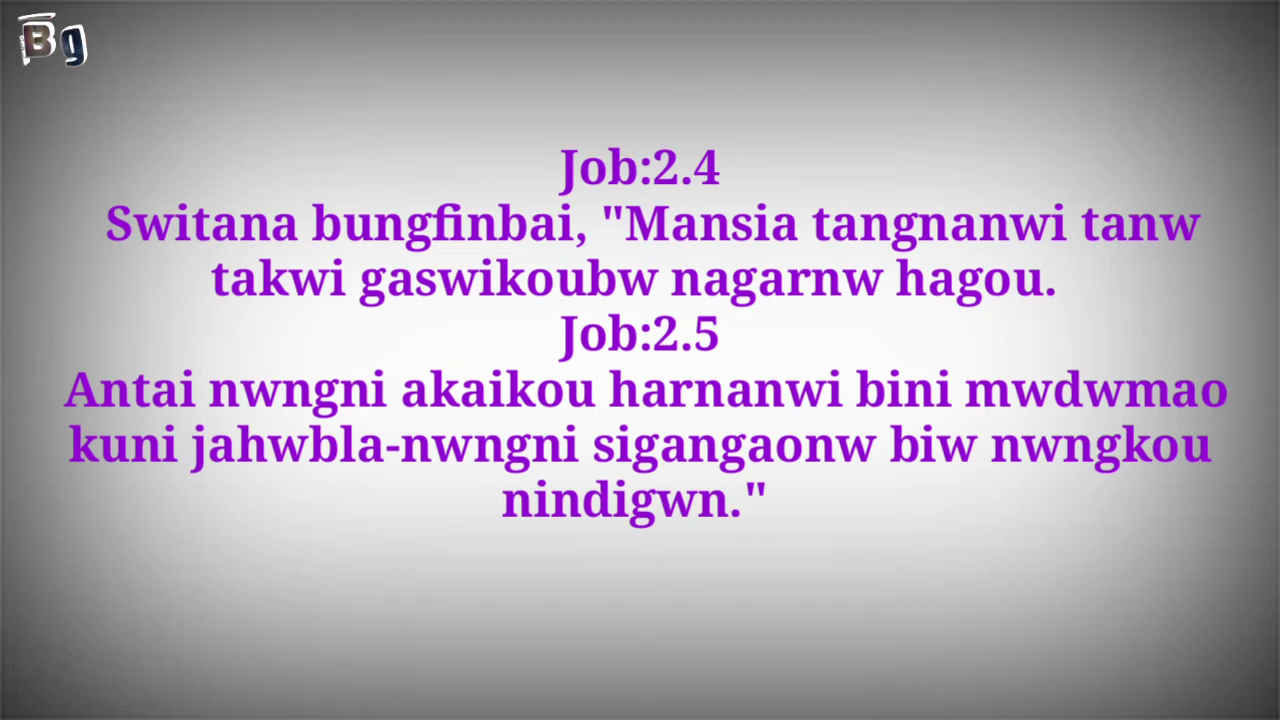 Bg
Job:2.4
Switana bungfinbai, "Mansia tangnanwi tanw
takwi gaswikoubw nagarnw hagou.
Job:2.5
Antai nwngni akaikou harnanwi bini mwdwmao
kuni jahwbla-nwngni sigangaonw biw nwngkou
nindigwn."